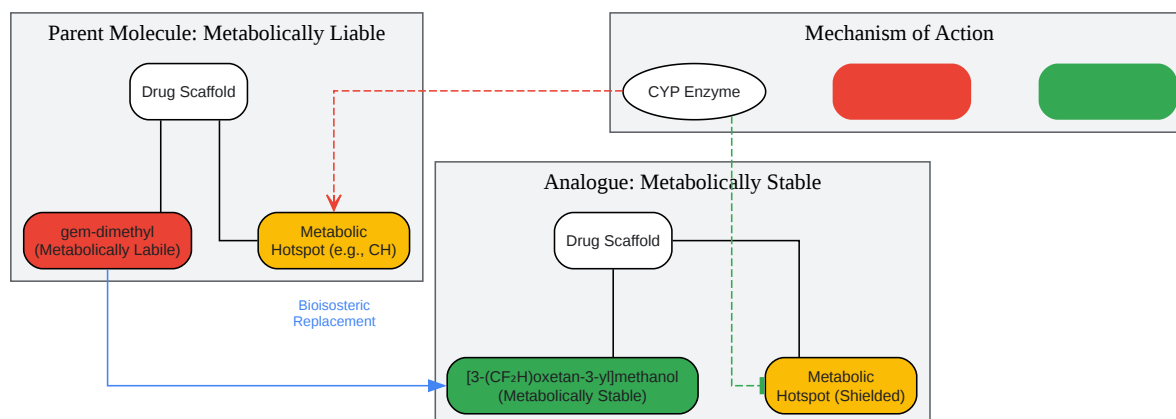 Parent Molecule: Metabolically Liable
Drug Scaffold
gem-dimethyl
(Metabolically Labile)
Metabolic
Hotspot (e.g., CH)
Mechanism of Action
CYP Enzyme
Bioisosteric
Replacement
Analogue: Metabolically Stable
Drug Scaffold
[3-(CF₂H)oxetan-3-yl]methanol
(Metabolically Stable)
Metabolic
Hotspot (Shielded)